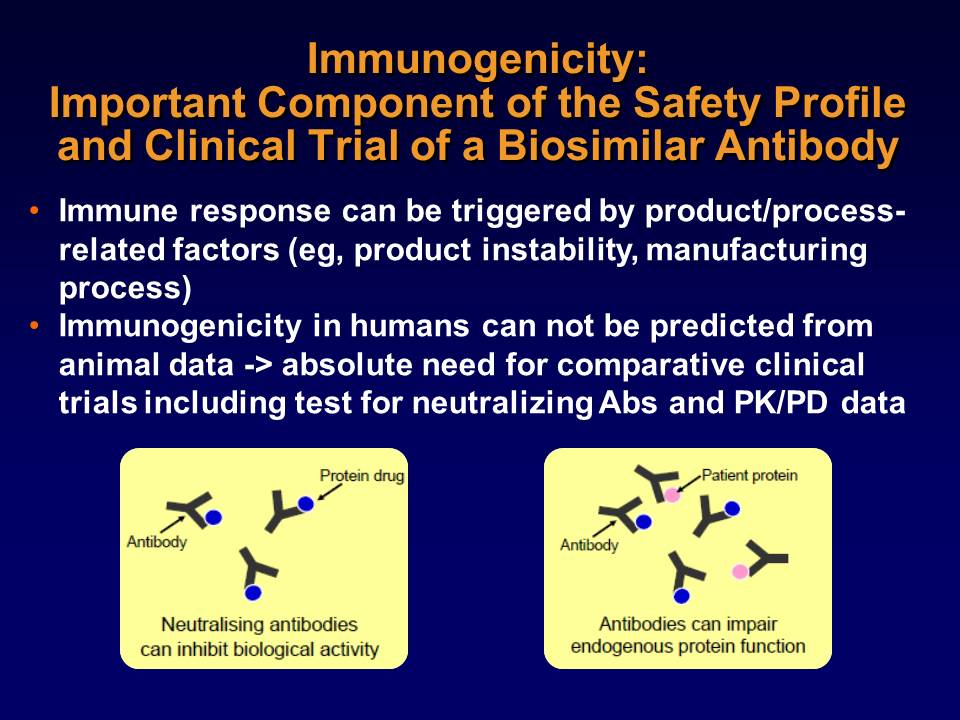 Immunogenicity:
Important Component of the Safety Profile
and Clinical Trial of a Biosimilar Antibody
• Immune response can be triggered by product/process-
related factors (eg, product instability, manufacturing
process)
• Immunogenicity in humans can not be predicted from
animal data -> absolute need for comparative clinical
trials including test for neutralizing Abs and PK/PD data
Protein drug
Antibody
Neutralising antibodies
can inhibit biological activity
Patient protein
Antibody
Antibodies can impair
endogenous protein function